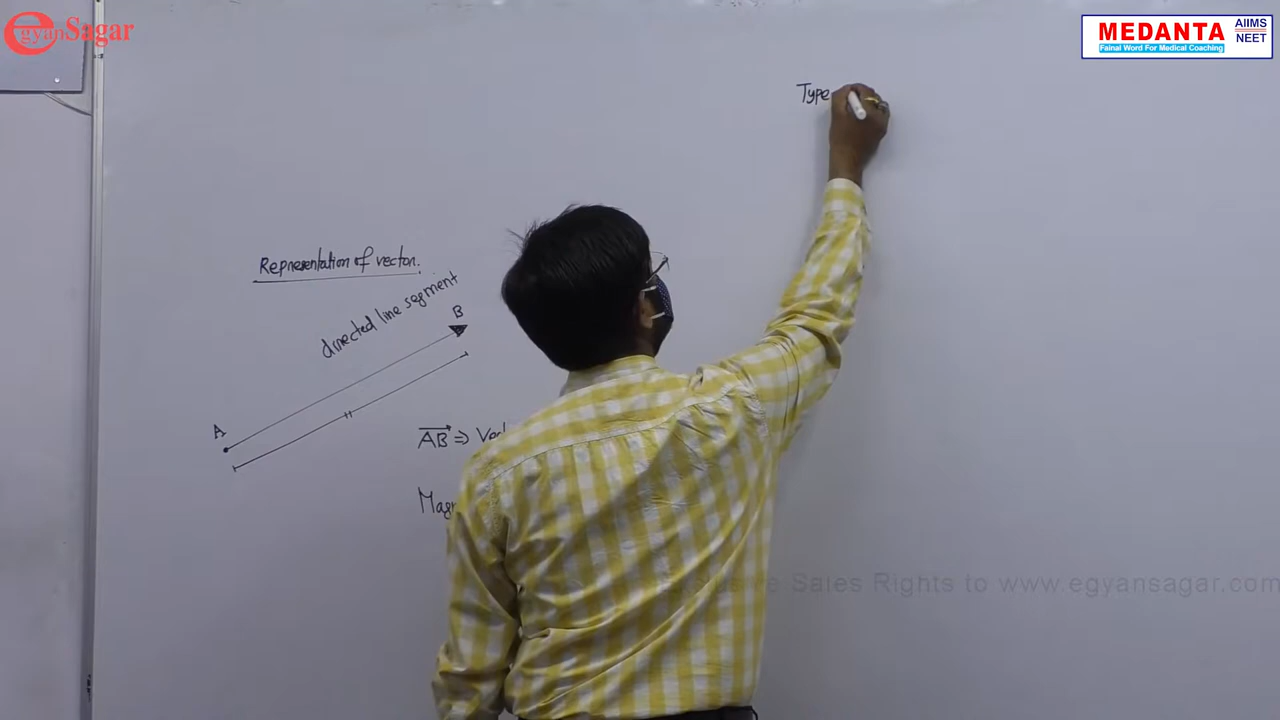 egyanSagar
MEDANTA
AIIMS
NEET
Fainal Word For Medical Coaching
Type
Representation of vector.
directed line segment
B
A
AB ⇒ Vec
Mag
Sales Rights to www.egyansagar.com